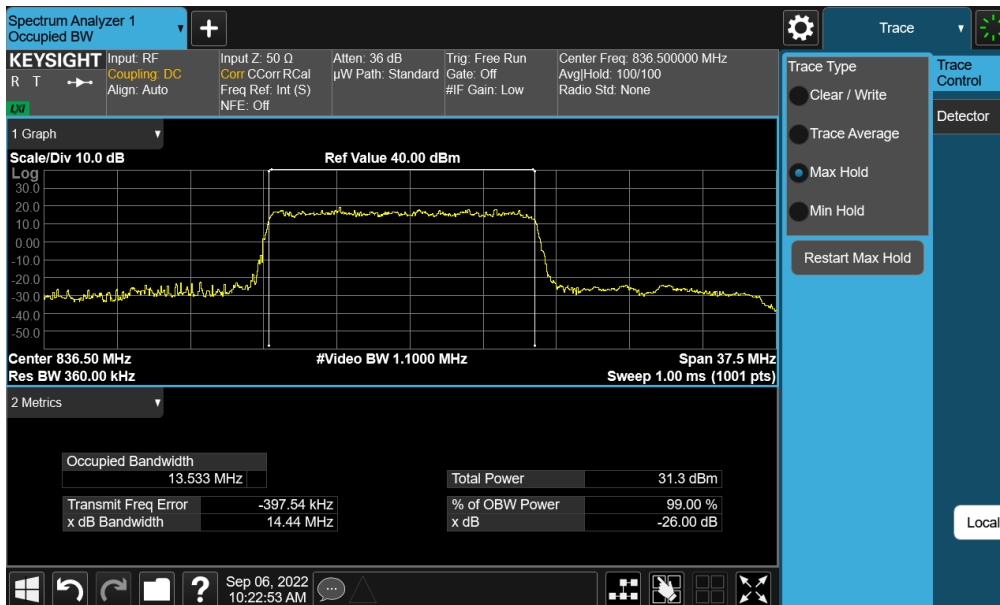 Spectrum Analyzer 1
Occupied BW
Trace
KEYSIGHT Input: RF Input Z: 50 Ω Atten: 36 dB Trig: Free Run Center Freq: 836.500000 MHz
R T Coupling: DC Corr CCorr RCal µW Path: Standard Gate: Off Avg|Hold: 100/100
Align: Auto Freq Ref: Int (S) #IF Gain: Low Radio Std: None
LXI NFE: Off
Trace Type
Clear / Write
Trace Average
Max Hold
Min Hold
Restart Max Hold
Trace
Control
Detector
Local
1 Graph
Scale/Div 10.0 dB Ref Value 40.00 dBm
Log
30.0
20.0
10.0
0.00
-10.0
-20.0
-30.0
-40.0
-50.0
Center 836.50 MHz #Video BW 1.1000 MHz Span 37.5 MHz
Res BW 360.00 kHz Sweep 1.00 ms (1001 pts)
2 Metrics
Occupied Bandwidth
13.533 MHz Total Power 31.3 dBm
Transmit Freq Error -397.54 kHz % of OBW Power 99.00 %
x dB Bandwidth 14.44 MHz x dB -26.00 dB
? Sep 06, 2022
10:22:53 AM